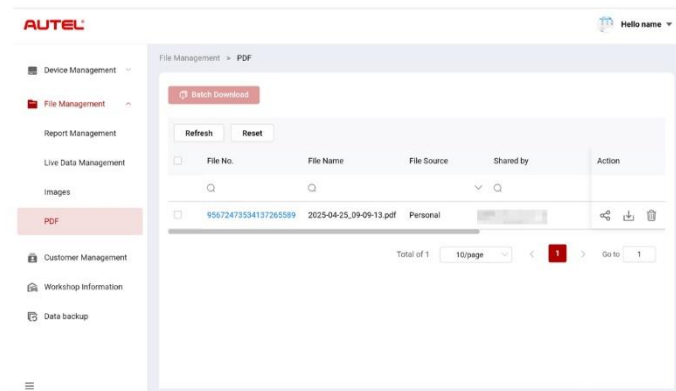 AUTEL
Hello name
Device Management
File Management
Report Management
Live Data Management
Images
PDF
Customer Management
Workshop Information
Data backup
File Management > PDF
Batch Download
Refresh Reset
File No. File Name File Source Shared by Action
95672473534137265589 2025-04-25_09-09-13.pdf Personal
Total of 1 10/page < 1 > Go to 1